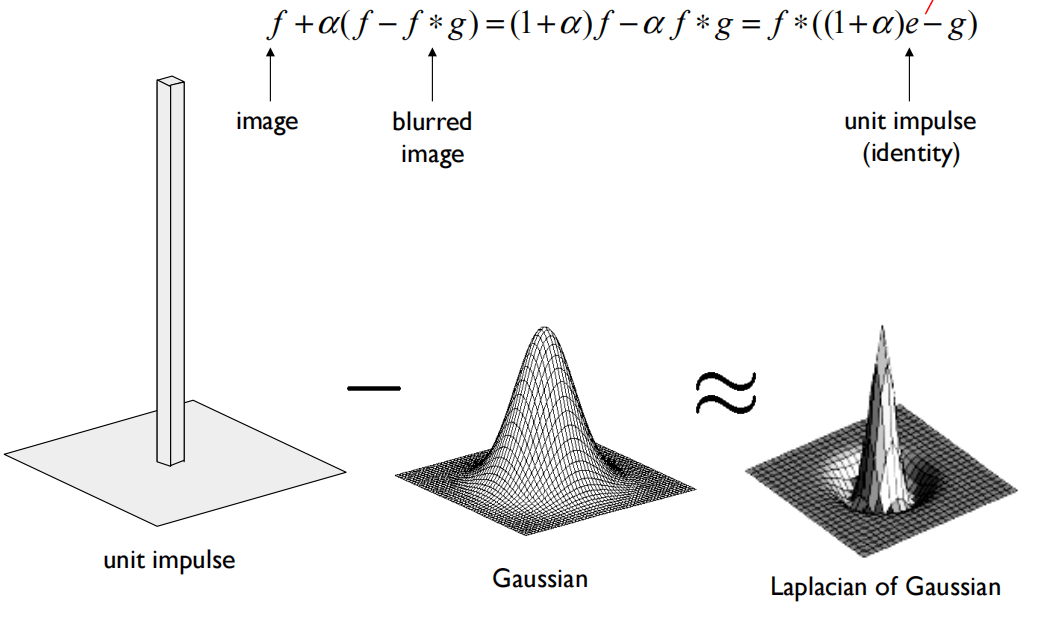 f + α(f − f * g) = (1+α)f − α f * g = f *((1+α)e − g)
image
blurred
image
unit impulse
(identity)
unit impulse
Gaussian
Laplacian of Gaussian